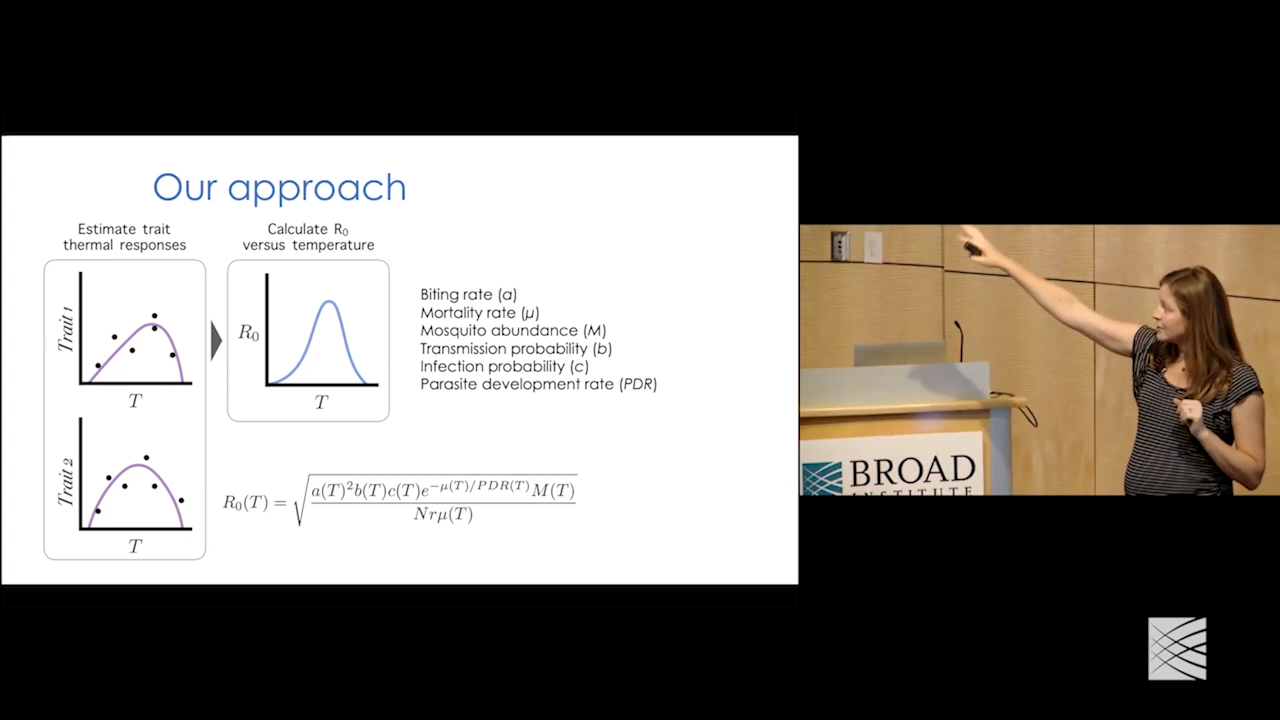 Our approach
Estimate trait
thermal responses
Calculate R₀
versus temperature
Trait 1
T
R₀
T
Biting rate (a)
Mortality rate (μ)
Mosquito abundance (M)
Transmission probability (b)
Infection probability (c)
Parasite development rate (PDR)
Trait 2
T
R₀(T) = √(a(T)²b(T)c(T)e^(−μ(T)/PDR(T))M(T) / Nrμ(T))
BROAD
INSTITUTE